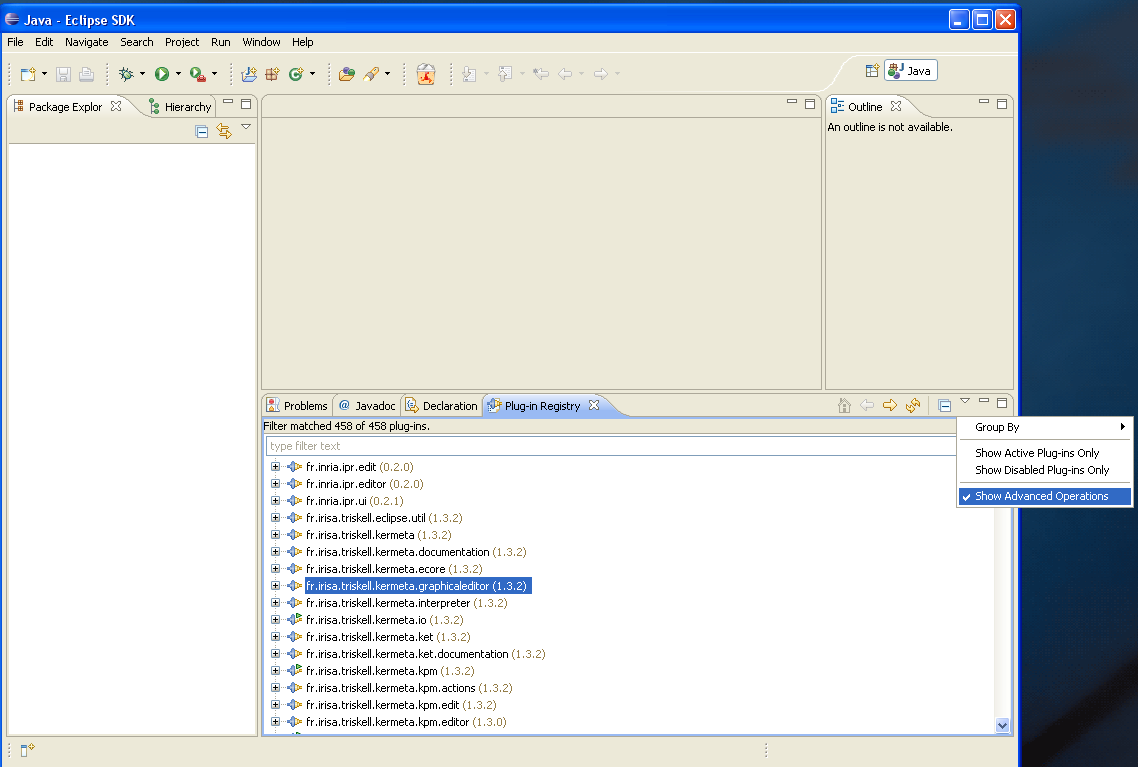 Java - Eclipse SDK
File Edit Navigate Search Project Run Window Help
Java
Package Explor Hierarchy
Outline
An outline is not available.
Problems @ Javadoc Declaration Plug-in Registry
Filter matched 458 of 458 plug-ins.
type filter text
fr.inria.ipr.edit (0.2.0)
fr.inria.ipr.editor (0.2.0)
fr.inria.ipr.ui (0.2.1)
fr.irisa.triskell.eclipse.util (1.3.2)
fr.irisa.triskell.kermeta (1.3.2)
fr.irisa.triskell.kermeta.documentation (1.3.2)
fr.irisa.triskell.kermeta.ecore (1.3.2)
fr.irisa.triskell.kermeta.graphicaleditor (1.3.2)
fr.irisa.triskell.kermeta.interpreter (1.3.2)
fr.irisa.triskell.kermeta.io (1.3.2)
fr.irisa.triskell.kermeta.ket (1.3.2)
fr.irisa.triskell.kermeta.ket.documentation (1.3.2)
fr.irisa.triskell.kermeta.kpm (1.3.2)
fr.irisa.triskell.kermeta.kpm.actions (1.3.2)
fr.irisa.triskell.kermeta.kpm.edit (1.3.2)
fr.irisa.triskell.kermeta.kpm.editor (1.3.0)
Group By
Show Active Plug-ins Only
Show Disabled Plug-ins Only
Show Advanced Operations